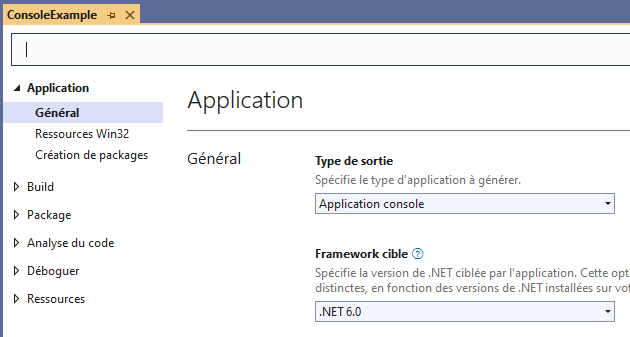 ConsoleExample
Application
Général
Ressources Win32
Création de packages
Build
Package
Analyse du code
Déboguer
Ressources
Application
Général
Type de sortie
Spécifie le type d'application à générer.
Application console
Framework cible
Spécifie la version de .NET ciblée par l'application. Cette opt
distinctes, en fonction des versions de .NET installées sur vot
.NET 6.0